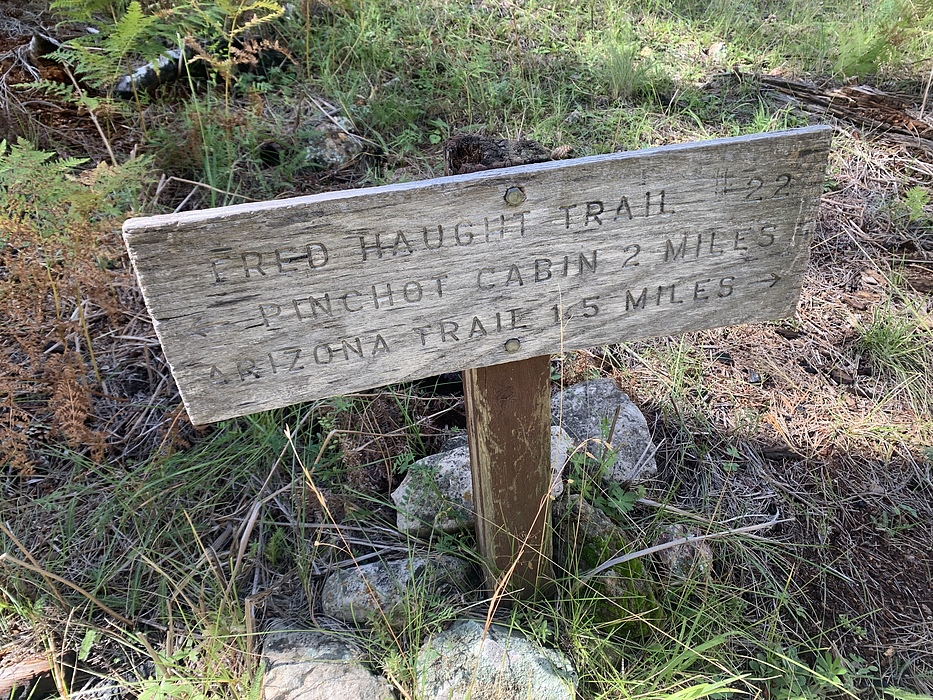 FRED HAUGHT TRAIL #22
← PINCHOT CABIN 2 MILES
ARIZONA TRAIL 1.5 MILES →